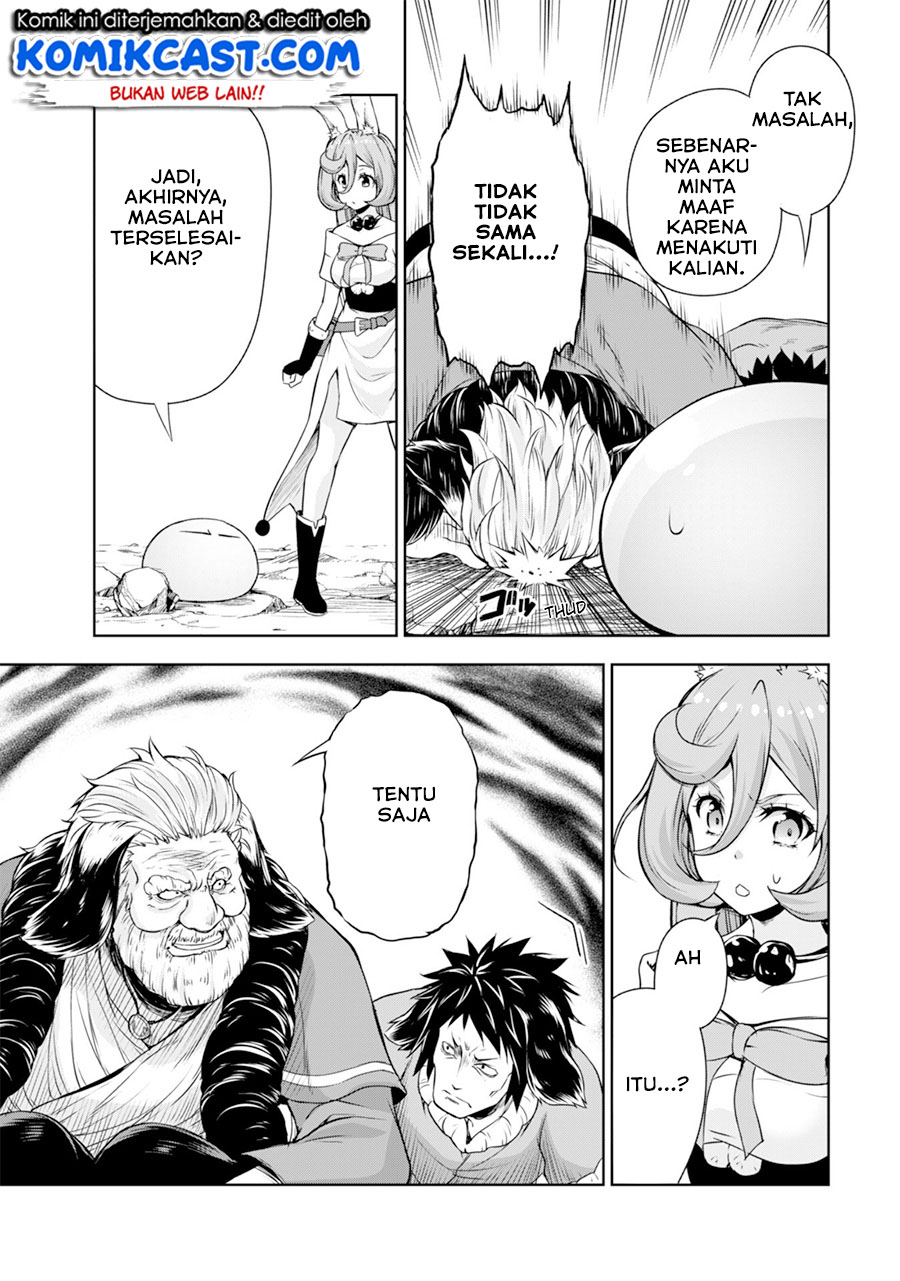 Komik ini diterjemahkan & diedit oleh
KOMIKCAST.COM
BUKAN WEB LAIN!!
TAK
MASALAH,
SEBENAR-
NYA AKU
MINTA
MAAF
KARENA
MENAKUTI
KALIAN.
TIDAK
TIDAK
SAMA
SEKALI...!
ゴッ
THUD
JADI,
AKHIRNYA,
MASALAH
TERSELESAI-
KAN?
AH
ITU...?
TENTU
SAJA